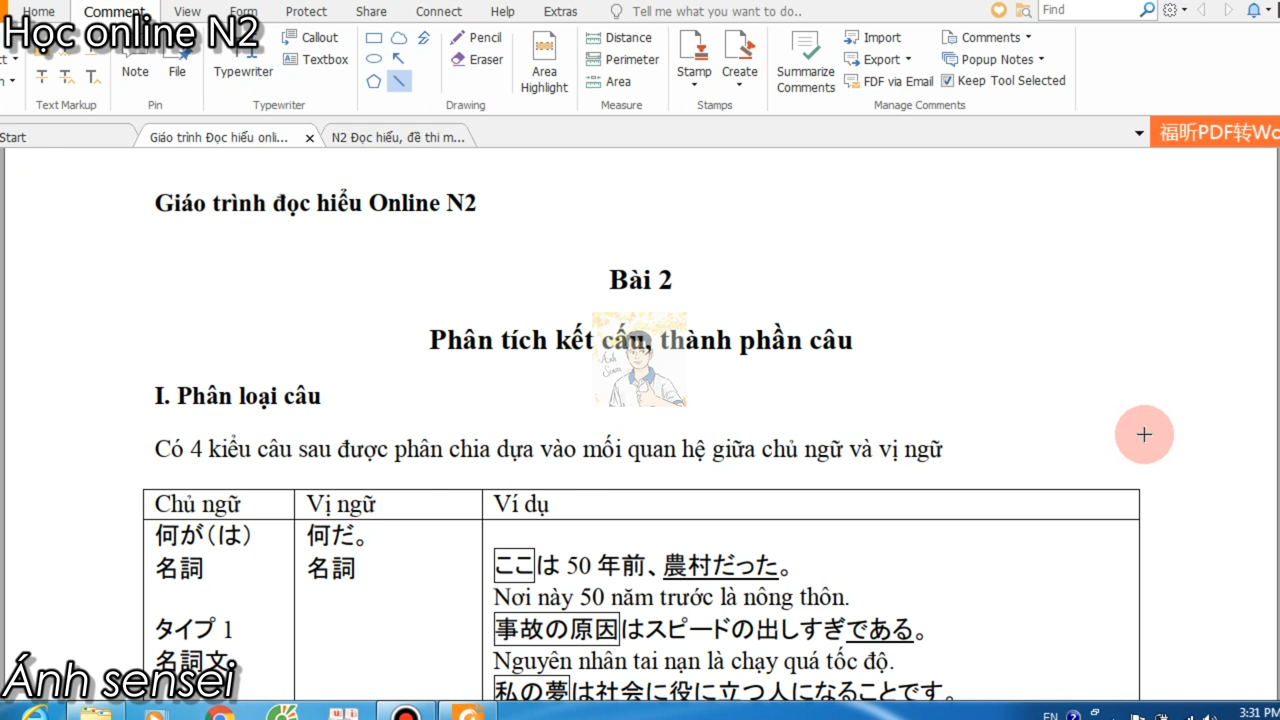 Home Comment View Form Protect Share Connect Help Extras Tell me what you want to do.. Find
Học online N2
Callout
Textbox
Note File Typewriter
Pencil
Eraser
Area Highlight
Distance
Perimeter
Area
Stamp Create
Summarize Comments
Import
Export
FDF via Email
Comments
Popup Notes
Keep Tool Selected
Text Markup Pin Typewriter Drawing Measure Stamps Manage Comments
Start Giáo trình Đọc hiểu onli... x N2 Đọc hiểu, đề thi m... 福昕PDF转Wo
Giáo trình đọc hiểu Online N2
Bài 2
Phân tích kết cấu, thành phần câu
Ánh
I. Phân loại câu
Có 4 kiểu câu sau được phân chia dựa vào mối quan hệ giữa chủ ngữ và vị ngữ
Chủ ngữ Vị ngữ Ví dụ
何が(は) 何だ。
名詞 名詞 ここは 50 年前、農村だった。
Nơi này 50 năm trước là nông thôn.
タイプ 1 事故の原因はスピードの出しすぎである。
名詞文 Nguyên nhân tai nạn là chạy quá tốc độ.
私の夢は社会に役に立つ人になることです。
Ánh sensei
EN 3:31 PM